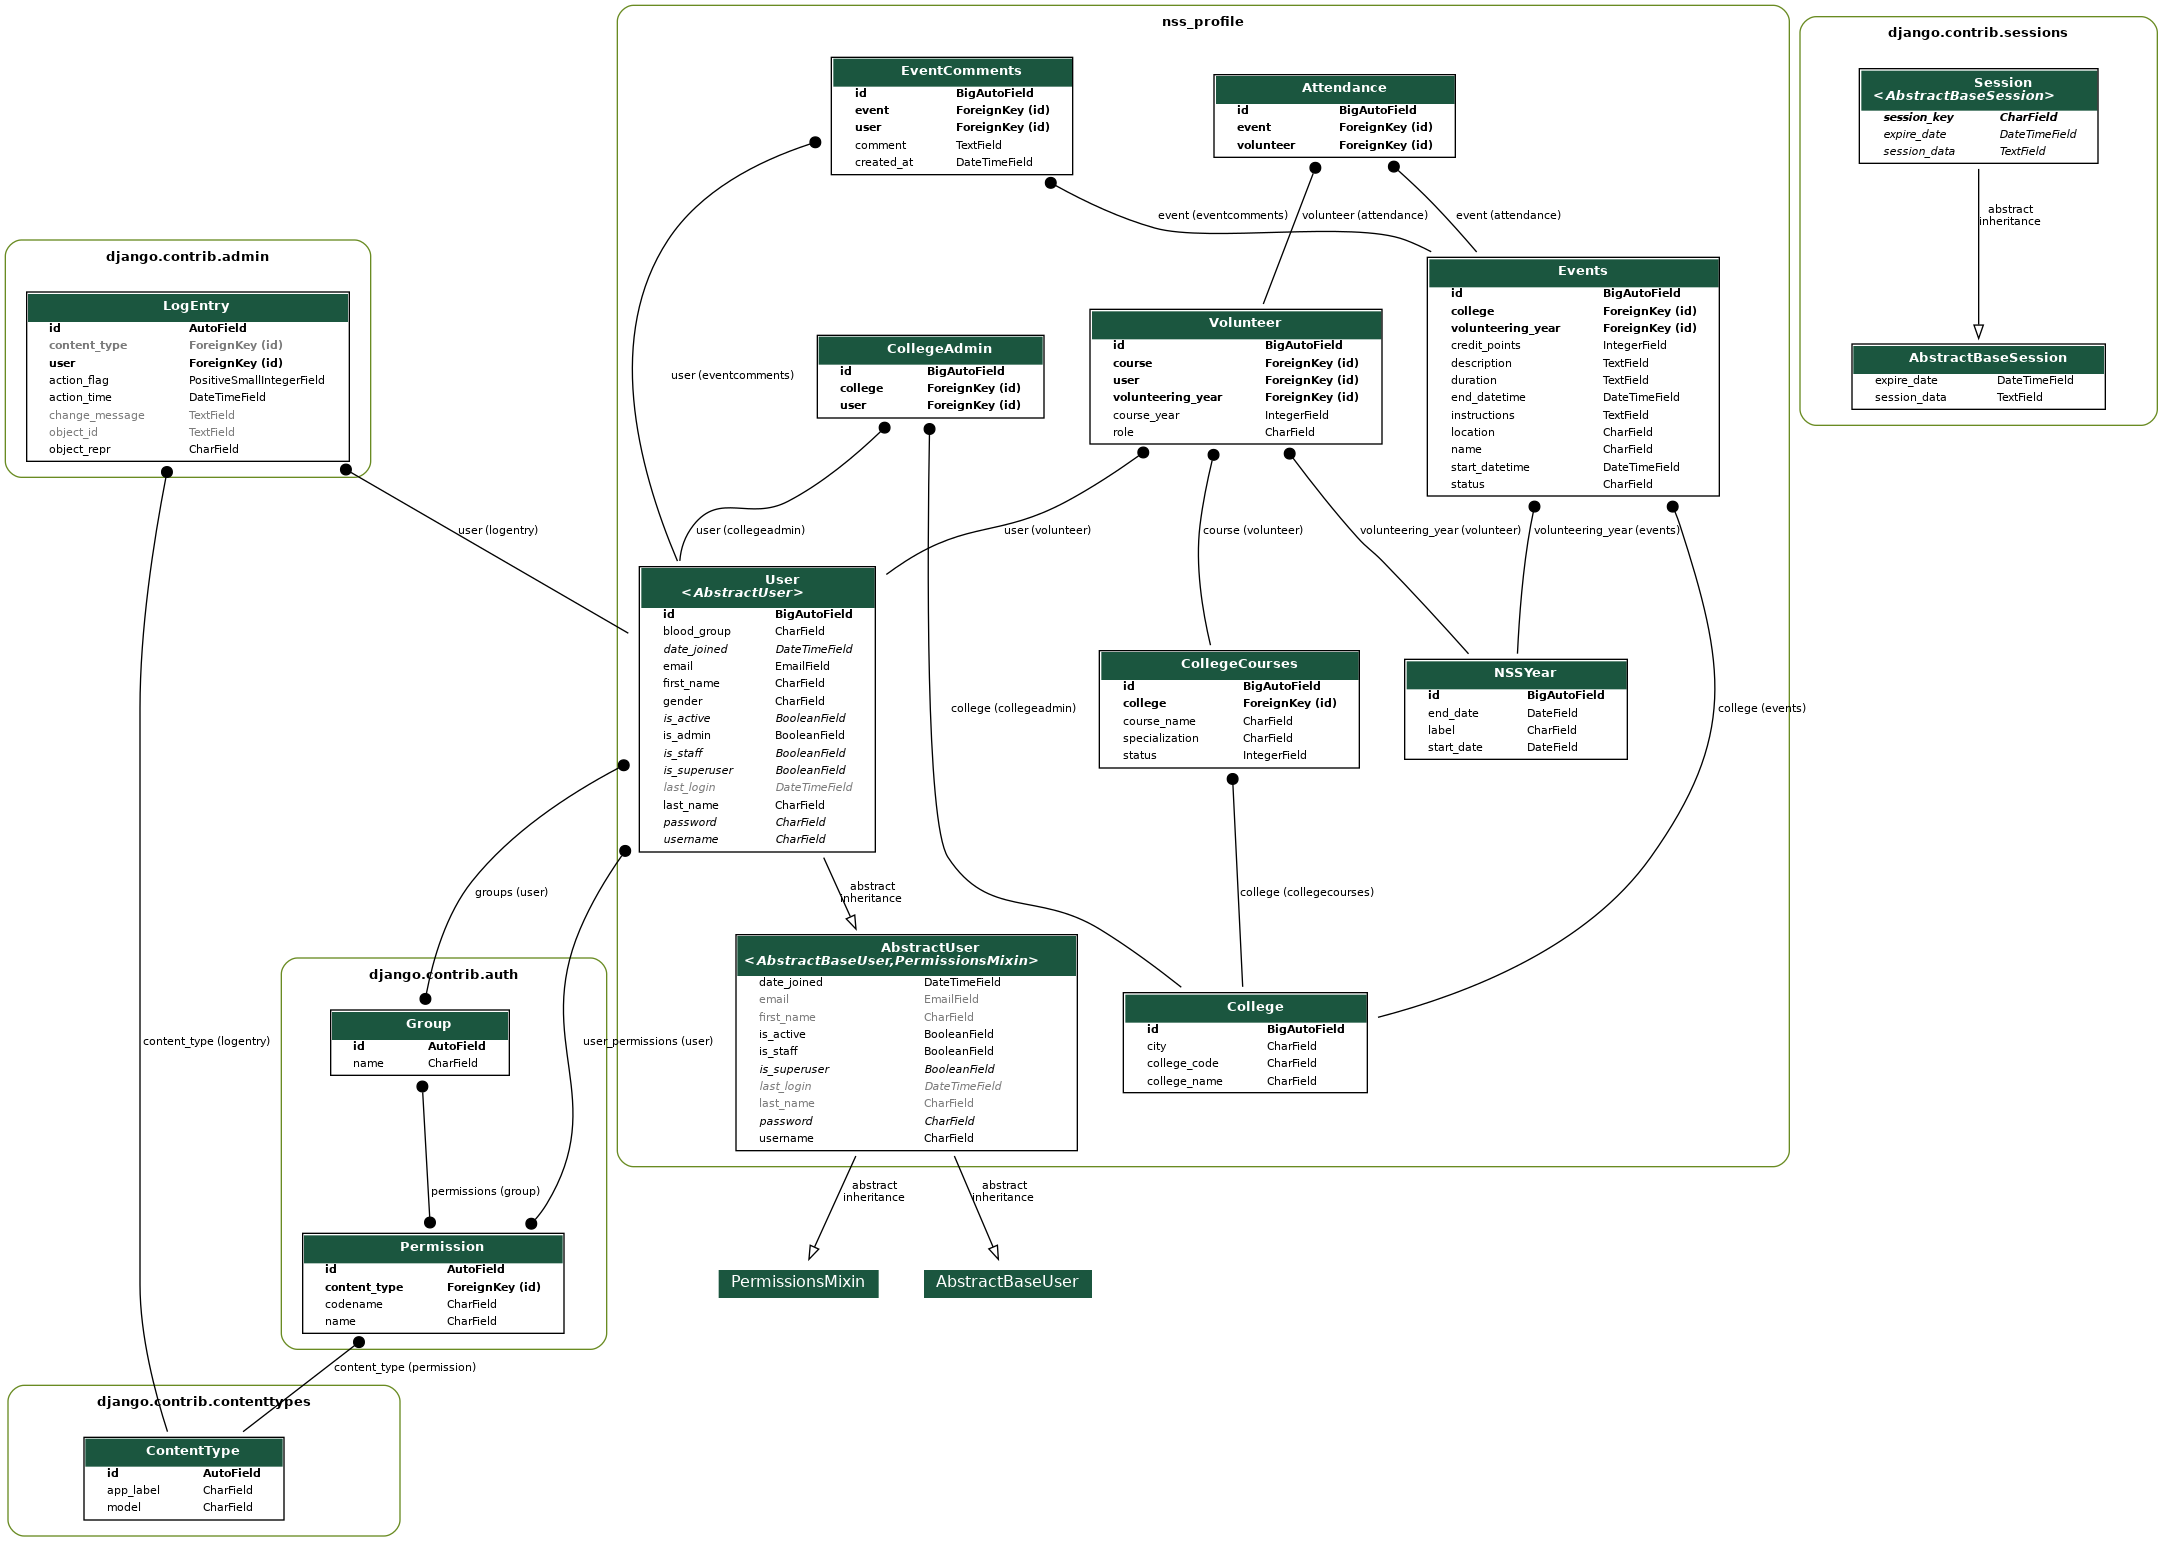 nss_profile
EventComments
id BigAutoField
event ForeignKey (id)
user ForeignKey (id)
comment TextField
created_at DateTimeField
Attendance
id BigAutoField
event ForeignKey (id)
volunteer ForeignKey (id)
django.contrib.sessions
Session
<AbstractBaseSession>
session_key CharField
expire_date DateTimeField
session_data TextField
abstract
inheritance
AbstractBaseSession
expire_date DateTimeField
session_data TextField
event (eventcomments)
volunteer (attendance)
event (attendance)
django.contrib.admin
LogEntry
id AutoField
content_type ForeignKey (id)
user ForeignKey (id)
action_flag PositiveSmallIntegerField
action_time DateTimeField
change_message TextField
object_id TextField
object_repr CharField
user (eventcomments)
CollegeAdmin
id BigAutoField
college ForeignKey (id)
user ForeignKey (id)
Volunteer
id BigAutoField
course ForeignKey (id)
user ForeignKey (id)
volunteering_year ForeignKey (id)
course_year IntegerField
role CharField
Events
id BigAutoField
college ForeignKey (id)
volunteering_year ForeignKey (id)
credit_points IntegerField
description TextField
duration TextField
end_datetime DateTimeField
instructions TextField
location CharField
name CharField
start_datetime DateTimeField
status CharField
user (logentry)
user (collegeadmin)
user (volunteer)
course (volunteer)
volunteering_year (volunteer)
volunteering_year (events)
User
<AbstractUser>
id BigAutoField
blood_group CharField
date_joined DateTimeField
email EmailField
first_name CharField
gender CharField
is_active BooleanField
is_admin BooleanField
is_staff BooleanField
is_superuser BooleanField
last_login DateTimeField
last_name CharField
password CharField
username CharField
college (collegeadmin)
CollegeCourses
id BigAutoField
college ForeignKey (id)
course_name CharField
specialization CharField
status IntegerField
NSSYear
id BigAutoField
end_date DateField
label CharField
start_date DateField
college (events)
groups (user)
abstract
inheritance
college (collegecourses)
AbstractUser
<AbstractBaseUser,PermissionsMixin>
date_joined DateTimeField
email EmailField
first_name CharField
is_active BooleanField
is_staff BooleanField
is_superuser BooleanField
last_login DateTimeField
last_name CharField
password CharField
username CharField
College
id BigAutoField
city CharField
college_code CharField
college_name CharField
django.contrib.auth
Group
id AutoField
name CharField
content_type (logentry)
user_permissions (user)
permissions (group)
abstract
inheritance
abstract
inheritance
Permission
id AutoField
content_type ForeignKey (id)
codename CharField
name CharField
PermissionsMixin
AbstractBaseUser
content_type (permission)
django.contrib.contenttypes
ContentType
id AutoField
app_label CharField
model CharField